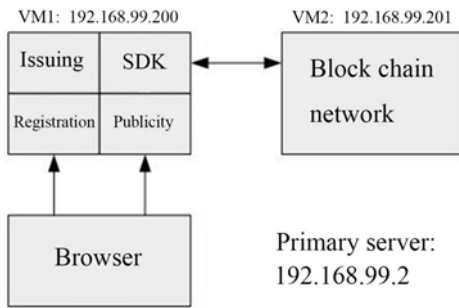 VM1: 192.168.99.200
VM2: 192.168.99.201
Issuing
SDK
Registration
Publicity
Block chain
network
Browser
Primary server:
192.168.99.2